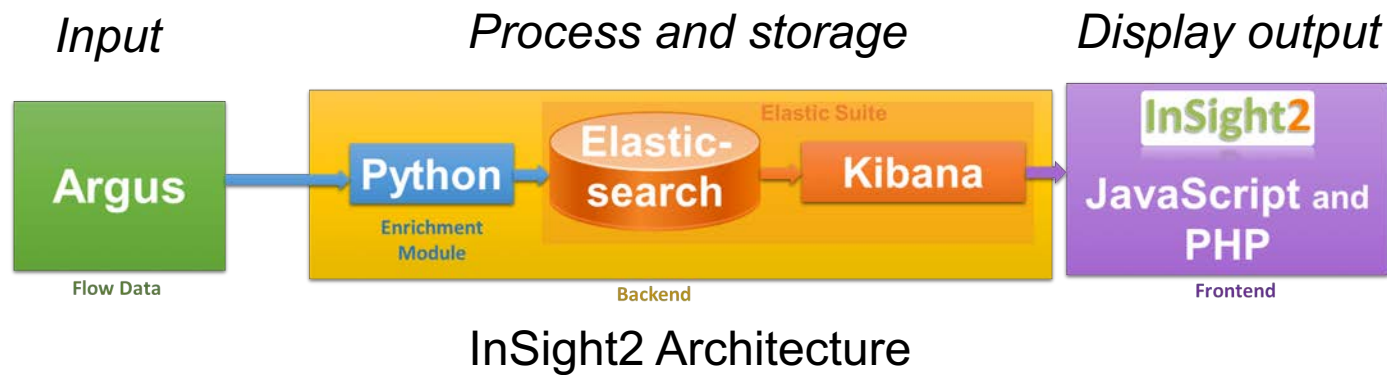 Input
Process and storage
Display output
Argus
Flow Data
Python
Enrichment
Module
Elastic Suite
Elastic-
search
Kibana
Backend
InSight2
JavaScript and
PHP
Frontend
InSight2 Architecture